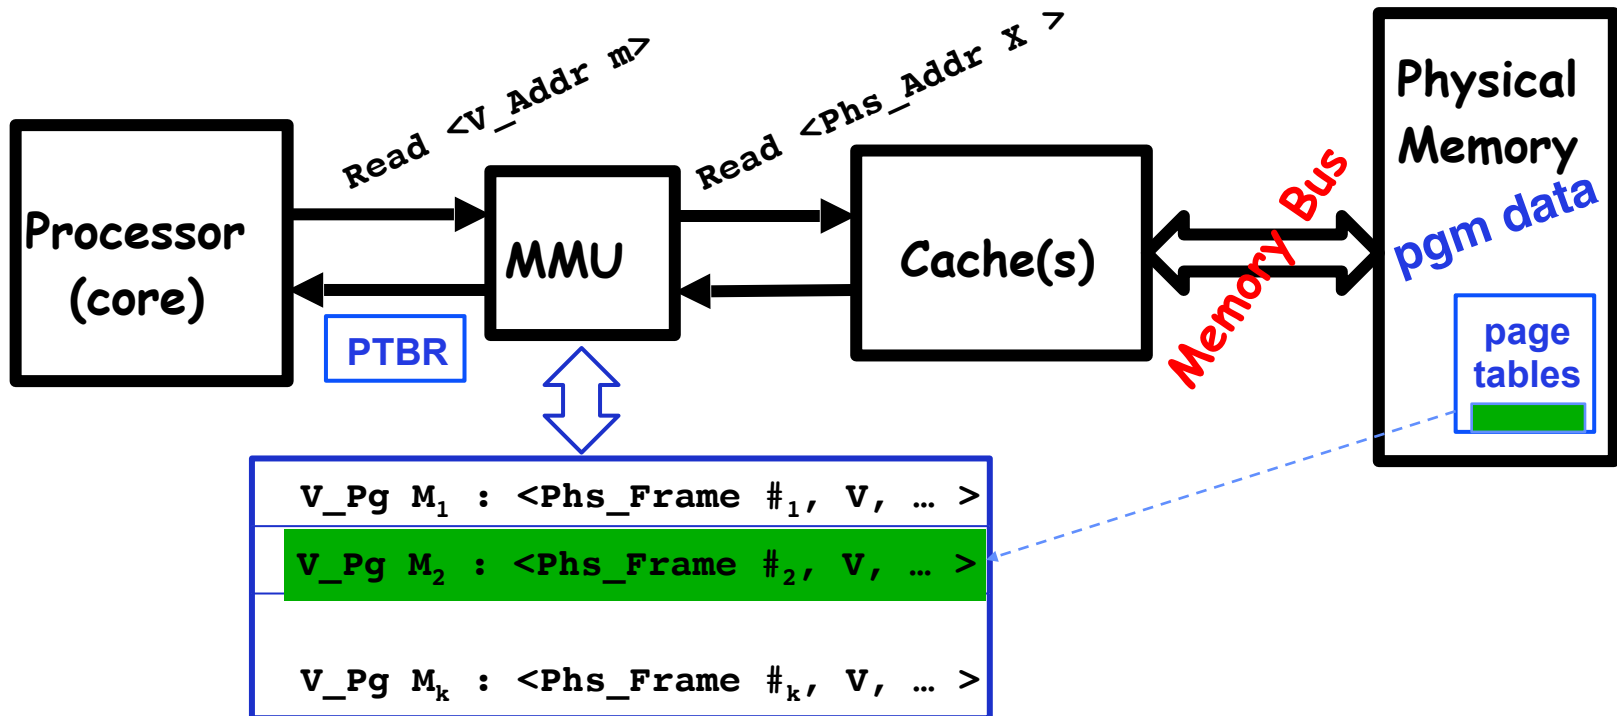 Read <V_Addr m>
Read <Phs_Addr X >
Physical
Memory
pgm data
Processor
(core)
MMU
Cache(s)
Memory Bus
PTBR
page
tables
V_Pg M₁ : <Phs_Frame #₁, V, … >
V_Pg M₂ : <Phs_Frame #₂, V, … >
V_Pg Mₖ : <Phs_Frame #ₖ, V, … >